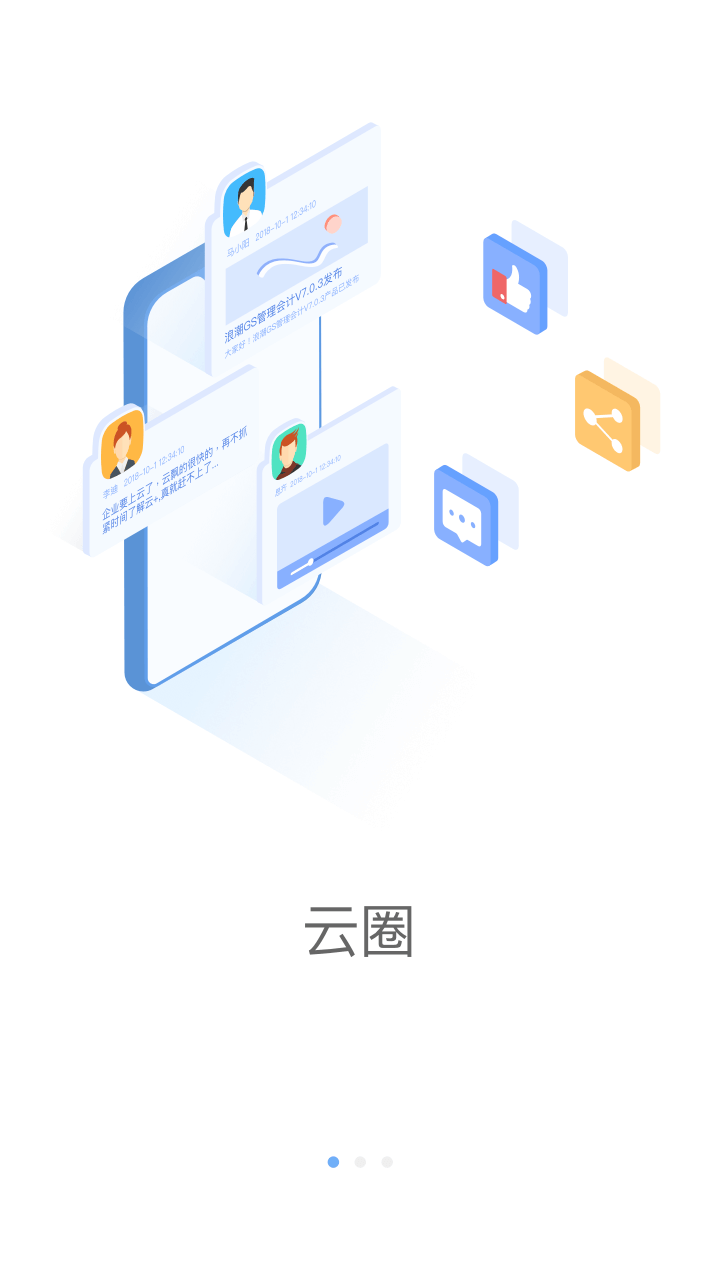 马小阳 2018-10-1 12:34:10
浪潮GS管理会计V7.0.3发布
大家好！浪潮GS管理会计V7.0.3产品已发布
李迪 2018-10-1 12:34:10
企业要上云了，云飘的很快的，再不抓
紧时间了解云+,真就赶不上了...
2018-10-1 12:34:10
云圈